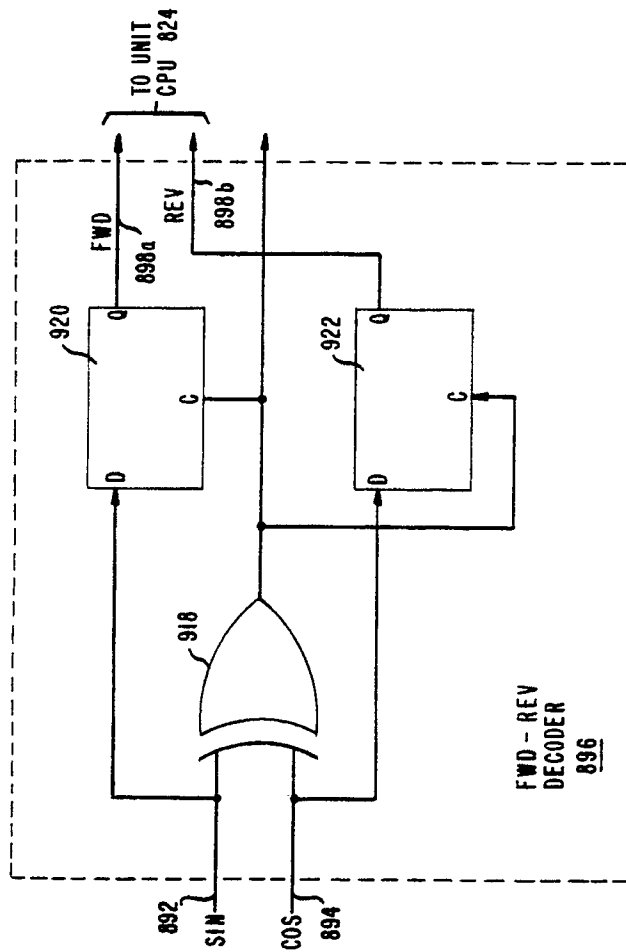 TO UNIT
CPU 824
FWD
898a
REV
898b
920
D
Q
C
922
D
Q
C
918
892
SIN
COS
894
FWD-REV
DECODER
896